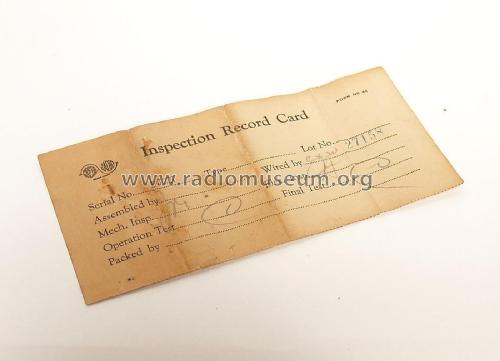 FORM NO 44
Inspection Record Card
Serial No. Type Lot No. 27158
Assembled by Wired by
Mech. Insp.
Operation Test Final Test
Packed by
www.radiomuseum.org